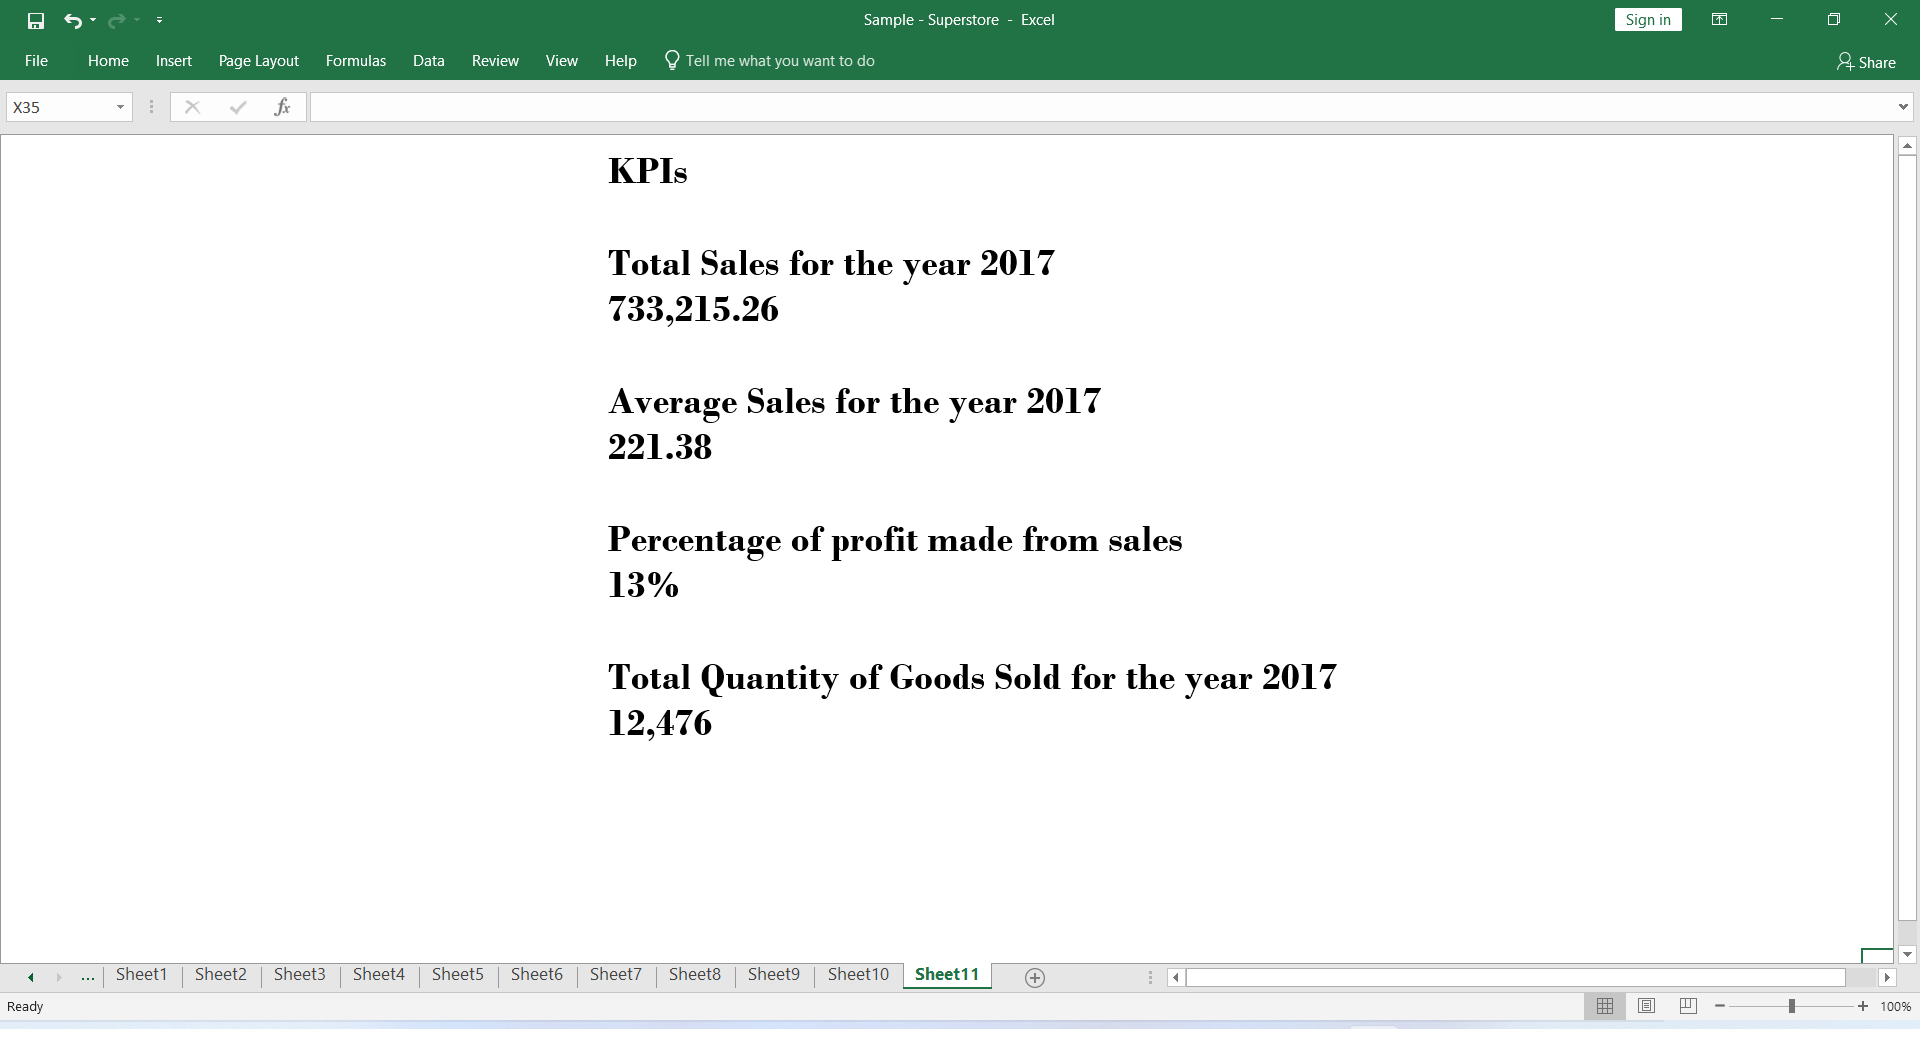 Sample - Superstore - Excel
Sign in
File Home Insert Page Layout Formulas Data Review View Help Tell me what you want to do
Share
X35
fx
KPIs
Total Sales for the year 2017
733,215.26
Average Sales for the year 2017
221.38
Percentage of profit made from sales
13%
Total Quantity of Goods Sold for the year 2017
12,476
... Sheet1 Sheet2 Sheet3 Sheet4 Sheet5 Sheet6 Sheet7 Sheet8 Sheet9 Sheet10 Sheet11
Ready
100%